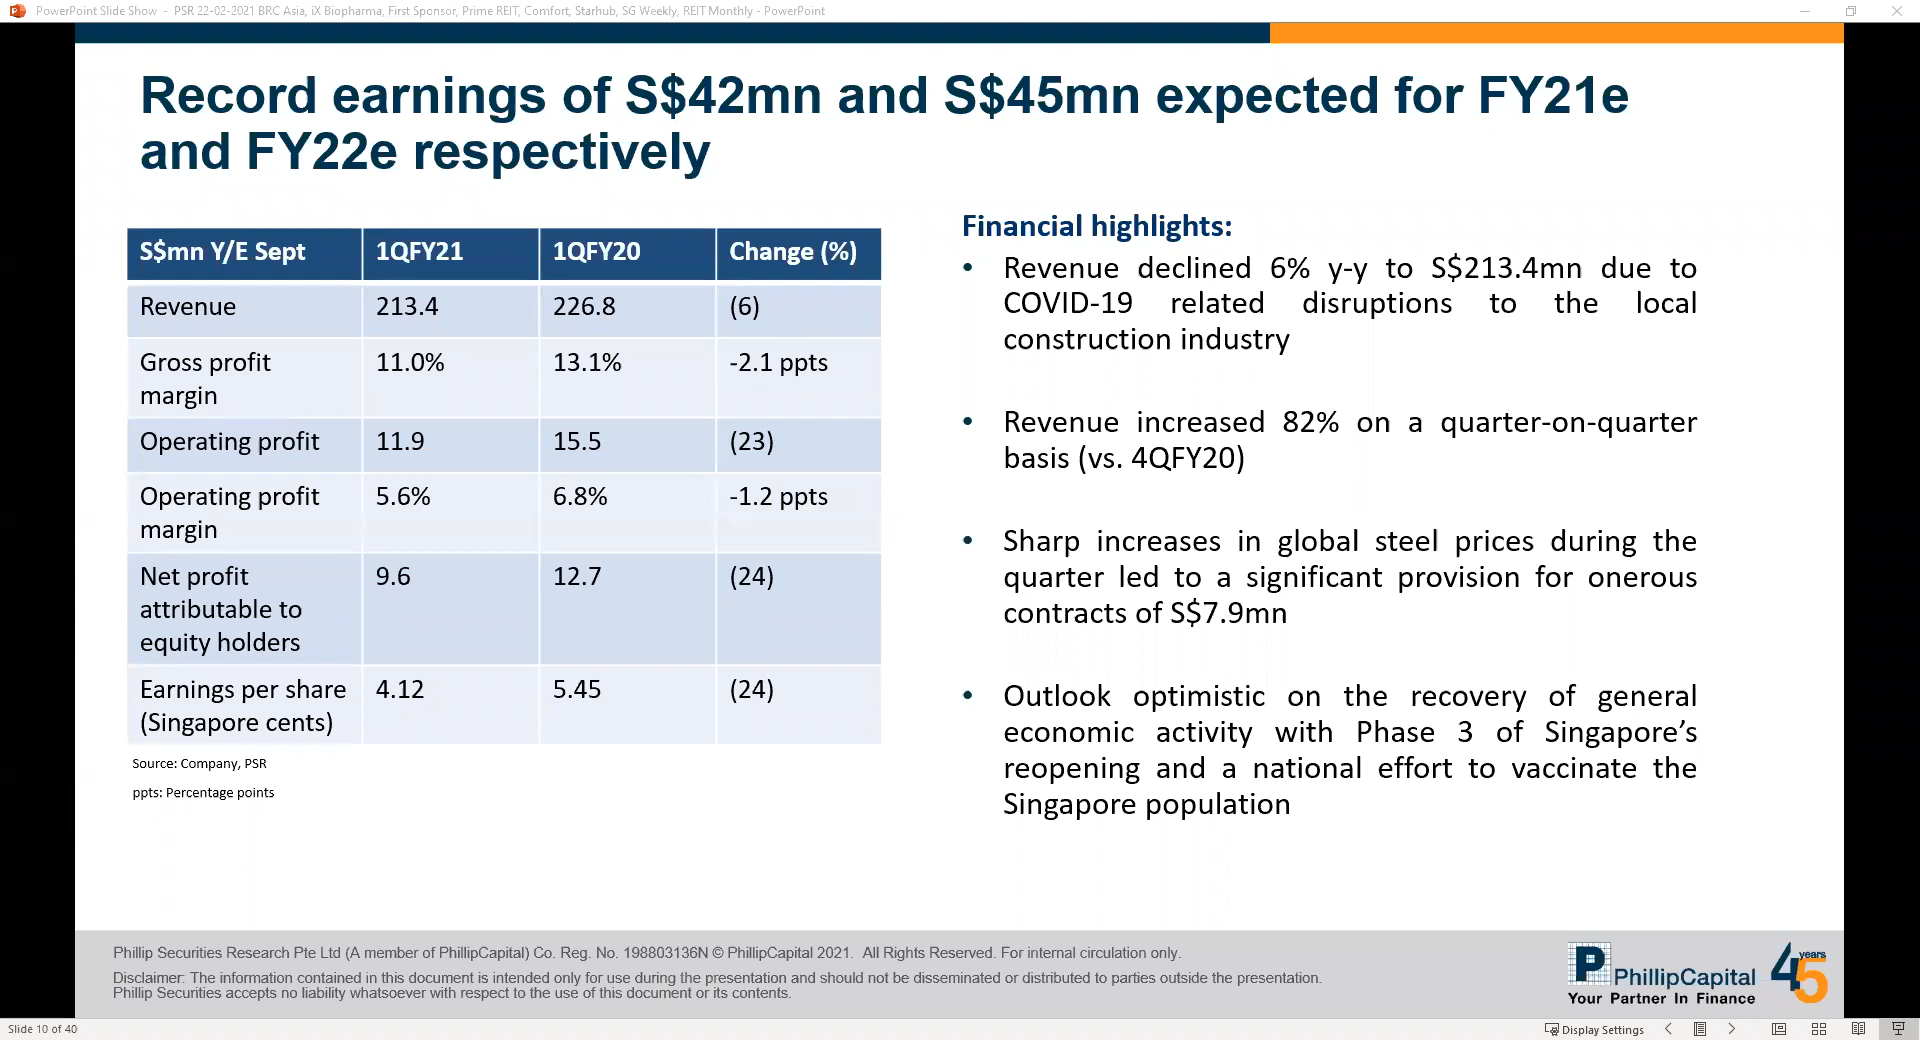 PowerPoint Slide Show - PSR 22-02-2021 BRC Asia, iX Biopharma, First Sponsor, Prime REIT, Comfort, Starhub, SG Weekly, REIT Monthly - PowerPoint
Record earnings of S$42mn and S$45mn expected for FY21e
and FY22e respectively
S$mn Y/E Sept 1QFY21 1QFY20 Change (%)
Revenue 213.4 226.8 (6)
Gross profit 11.0% 13.1% -2.1 ppts
margin
Operating profit 11.9 15.5 (23)
Operating profit 5.6% 6.8% -1.2 ppts
margin
Net profit 9.6 12.7 (24)
attributable to
equity holders
Earnings per share 4.12 5.45 (24)
(Singapore cents)
Source: Company, PSR
ppts: Percentage points
Financial highlights:
• Revenue declined 6% y-y to S$213.4mn due to
COVID-19 related disruptions to the local
construction industry
• Revenue increased 82% on a quarter-on-quarter
basis (vs. 4QFY20)
• Sharp increases in global steel prices during the
quarter led to a significant provision for onerous
contracts of S$7.9mn
• Outlook optimistic on the recovery of general
economic activity with Phase 3 of Singapore’s
reopening and a national effort to vaccinate the
Singapore population
Phillip Securities Research Pte Ltd (A member of PhillipCapital) Co. Reg. No. 198803136N © PhillipCapital 2021. All Rights Reserved. For internal circulation only.
Disclaimer: The information contained in this document is intended only for use during the presentation and should not be disseminated or distributed to parties outside the presentation.
Phillip Securities accepts no liability whatsoever with respect to the use of this document or its contents.
P PhillipCapital
Your Partner In Finance
45 years
Slide 10 of 40
Display Settings